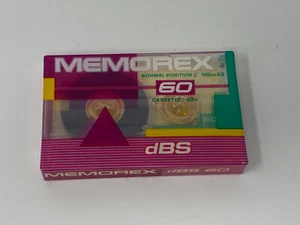 MEMOREX
NORMAL POSITION I
60
CASSETTE
dBS
MEMOREX dBS 60